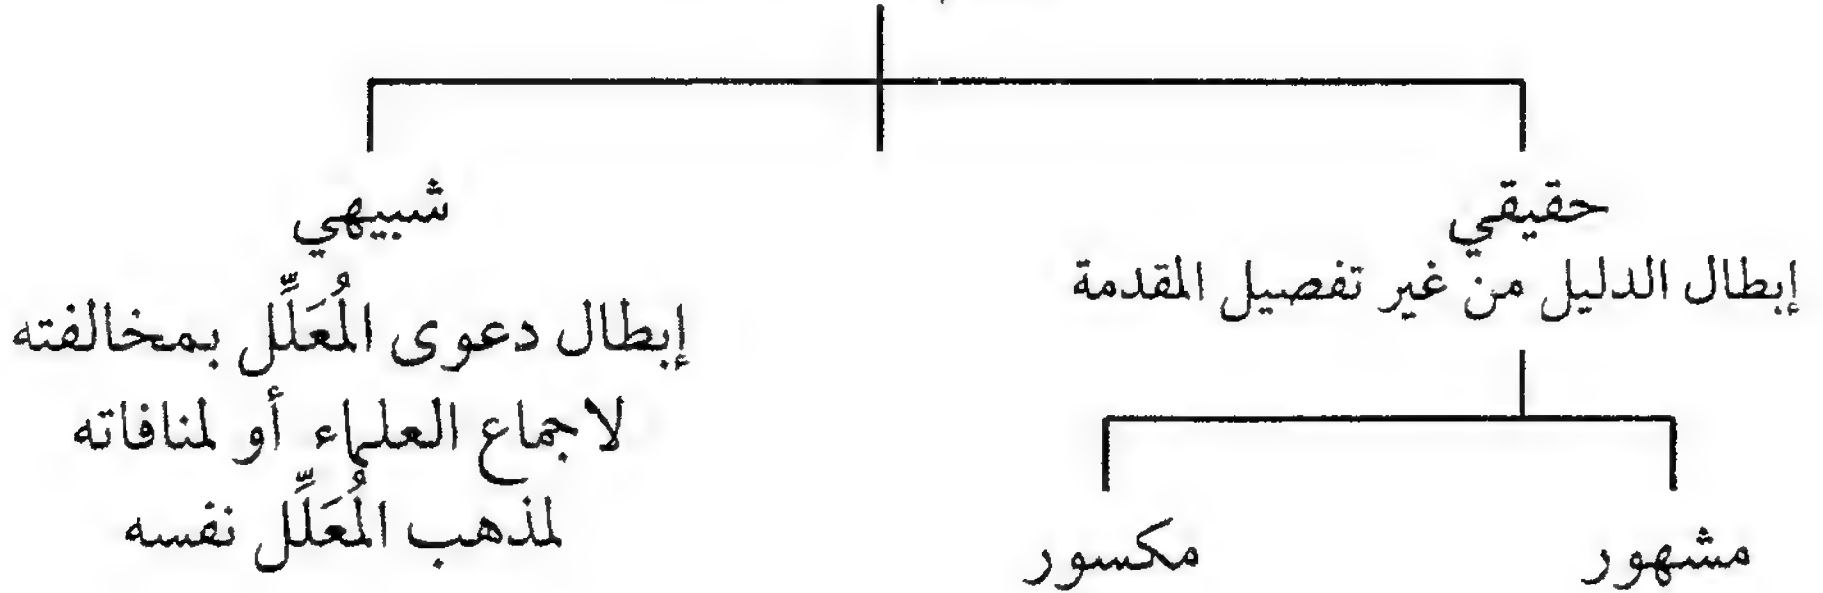 حقيقي
إبطال الدليل من غير تفصيل المقدمة
مشهور
مكسور
شبيهي
إبطال دعوى المُعَلِّل بمخالفته
لاجماع العلماء أو لمنافاته
لمذهب المُعَلِّل نفسه